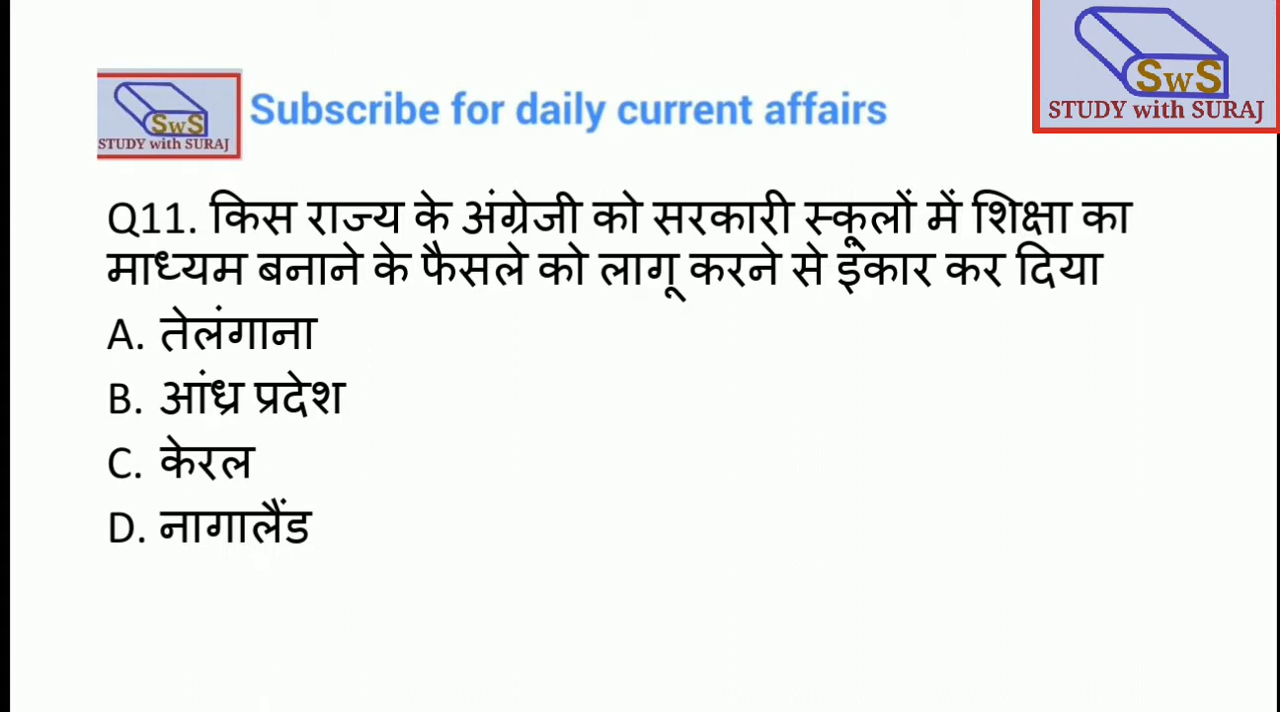 SwS
STUDY with SURAJ
SwS
STUDY with SURAJ
Subscribe for daily current affairs
Q11. किस राज्य के अंग्रेजी को सरकारी स्कूलों में शिक्षा का
माध्यम बनाने के फैसले को लागू करने से इंकार कर दिया
A. तेलंगाना
B. आंध्र प्रदेश
C. केरल
D. नागालैंड